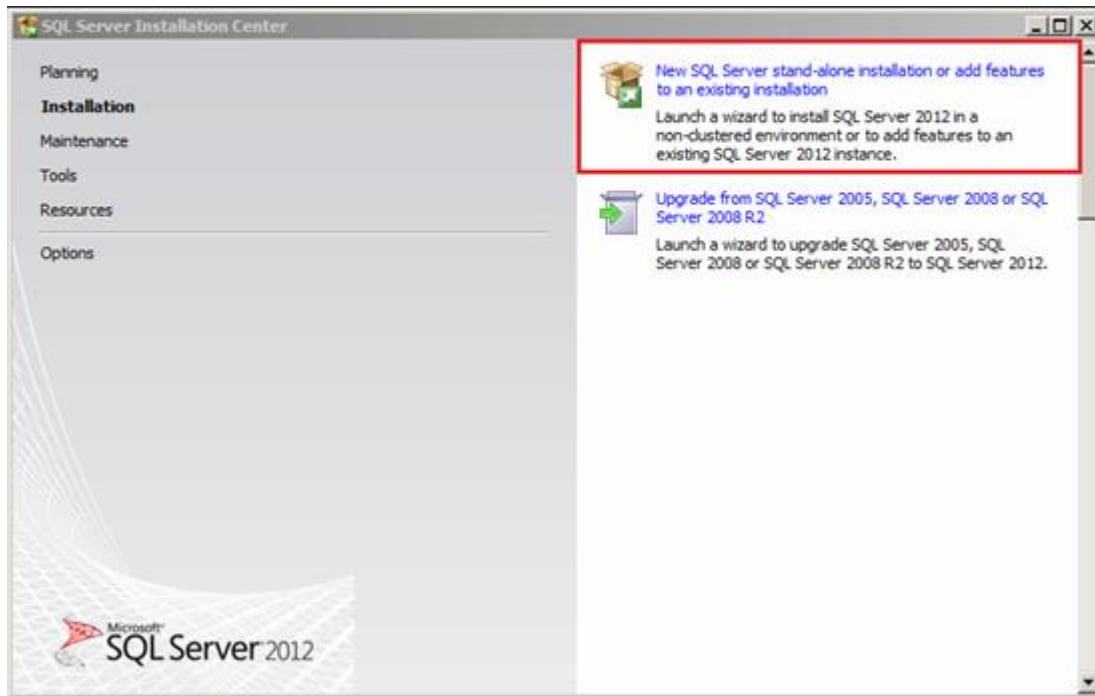 SQL Server Installation Center
Planning
Installation
Maintenance
Tools
Resources
Options
New SQL Server stand-alone installation or add features
to an existing installation
Launch a wizard to install SQL Server 2012 in a
non-clustered environment or to add features to an
existing SQL Server 2012 instance.
Upgrade from SQL Server 2005, SQL Server 2008 or SQL
Server 2008 R2
Launch a wizard to upgrade SQL Server 2005, SQL
Server 2008 or SQL Server 2008 R2 to SQL Server 2012.
Microsoft
SQL Server 2012